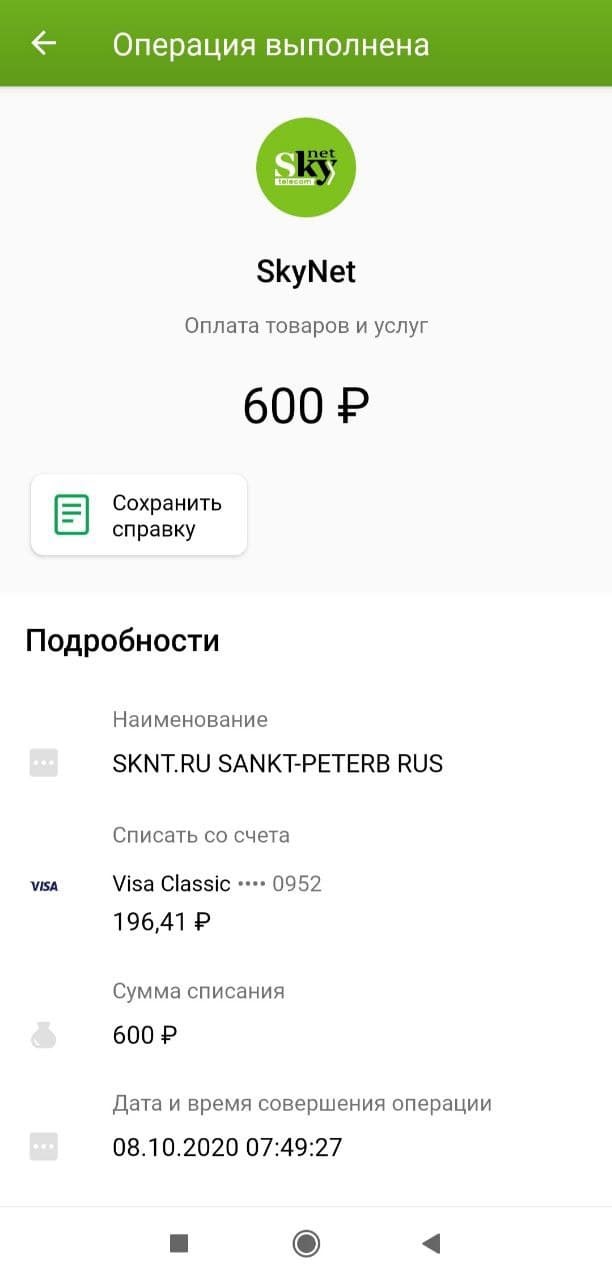 Операция выполнена
net
Sky
telecom
SkyNet
Оплата товаров и услуг
600 ₽
Сохранить
справку
Подробности
Наименование
SKNT.RU SANKT-PETERB RUS
Списать со счета
VISA
Visa Classic •••• 0952
196,41 ₽
Сумма списания
600 ₽
Дата и время совершения операции
08.10.2020 07:49:27